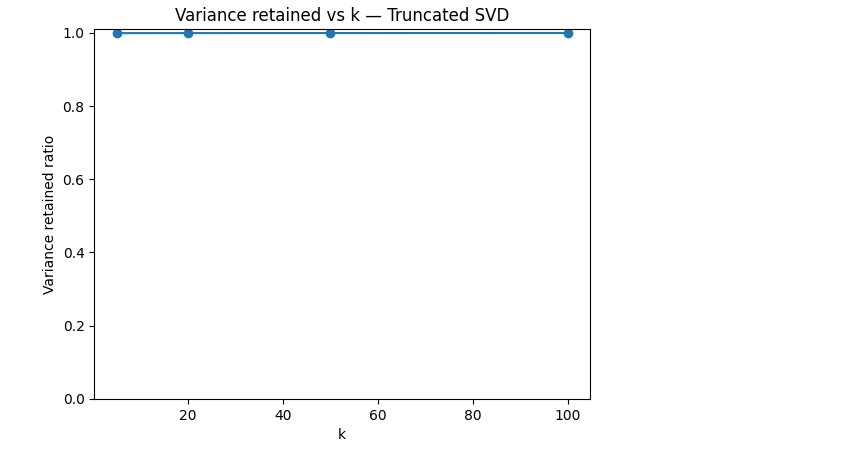 Variance retained vs k — Truncated SVD
1.0
0.8
0.6
0.4
0.2
0.0
Variance retained ratio
20 40 60 80 100
k